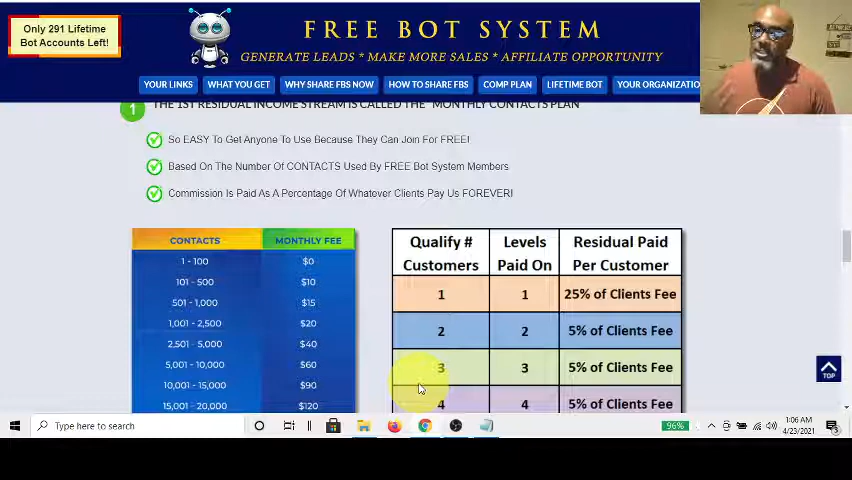 Only 291 Lifetime
Bot Accounts Left!
FREE BOT SYSTEM
GENERATE LEADS * MAKE MORE SALES * AFFILIATE OPPORTUNITY
YOUR LINKS
WHAT YOU GET
WHY SHARE FBS NOW
HOW TO SHARE FBS
COMP PLAN
LIFETIME BOT
YOUR ORGANIZATIO
1 THE 1ST RESIDUAL INCOME STREAM IS CALLED THE "MONTHLY CONTACTS PLAN"
So EASY To Get Anyone To Use Because They Can Join For FREE!
Based On The Number Of CONTACTS Used By FREE Bot System Members
Commission Is Paid As A Percentage Of Whatever Clients Pay Us FOREVER!
CONTACTS MONTHLY FEE
1 - 100 $0
101 - 500 $10
501 - 1,000 $15
1,001 - 2,500 $20
2,501 - 5,000 $40
5,001 - 10,000 $60
10,001 - 15,000 $90
15,001 - 20,000 $120
Qualify # Levels Residual Paid
Customers Paid On Per Customer
1 1 25% of Clients Fee
2 2 5% of Clients Fee
3 3 5% of Clients Fee
4 4 5% of Clients Fee
TOP
Type here to search
96%
1:06 AM
4/23/2021
3